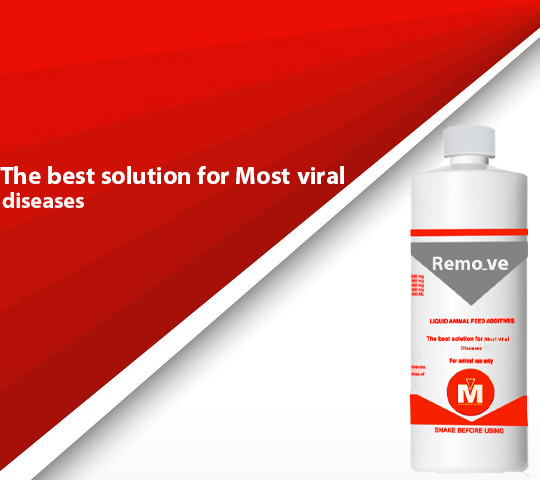 The best solution for Most viral
diseases
Remo_ve
LIQUID ANIMAL FEED ADDITIVES
The best solution for Most viral
Diseases
For animal use only
M
SHAKE BEFORE USING